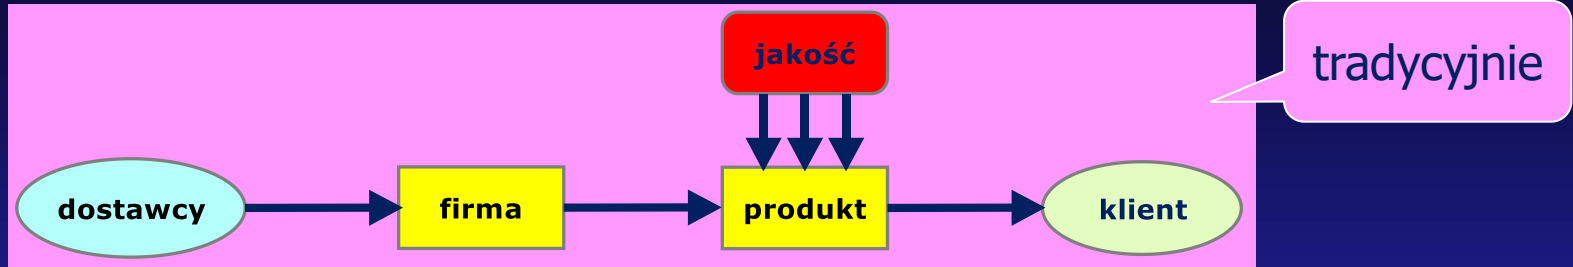 jakość
tradycyjnie
dostawcy
firma
produkt
klient